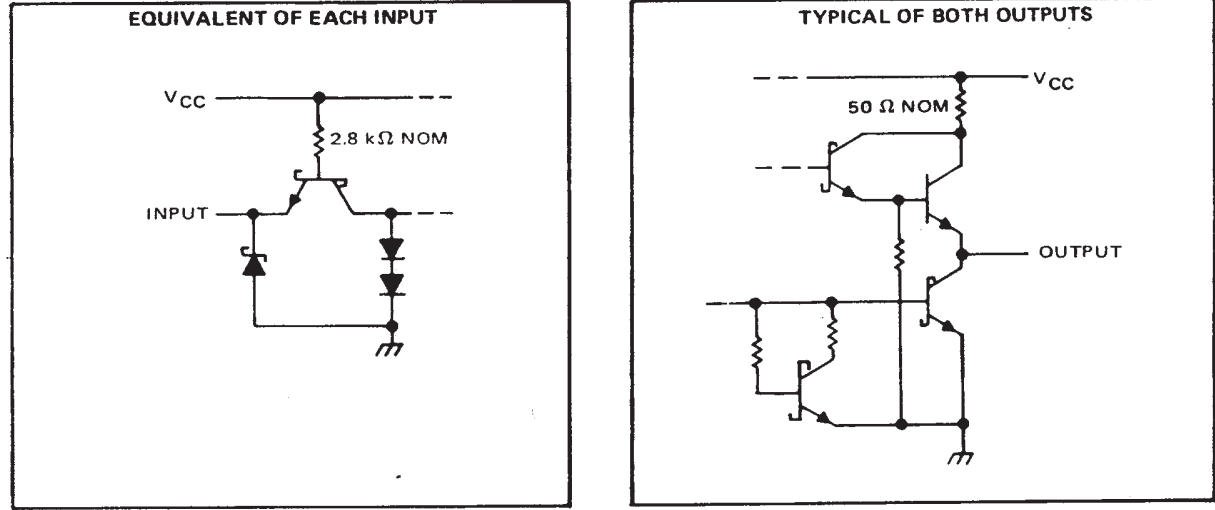 EQUIVALENT OF EACH INPUT
VCC
2.8 kΩ NOM
INPUT
TYPICAL OF BOTH OUTPUTS
VCC
50 Ω NOM
OUTPUT